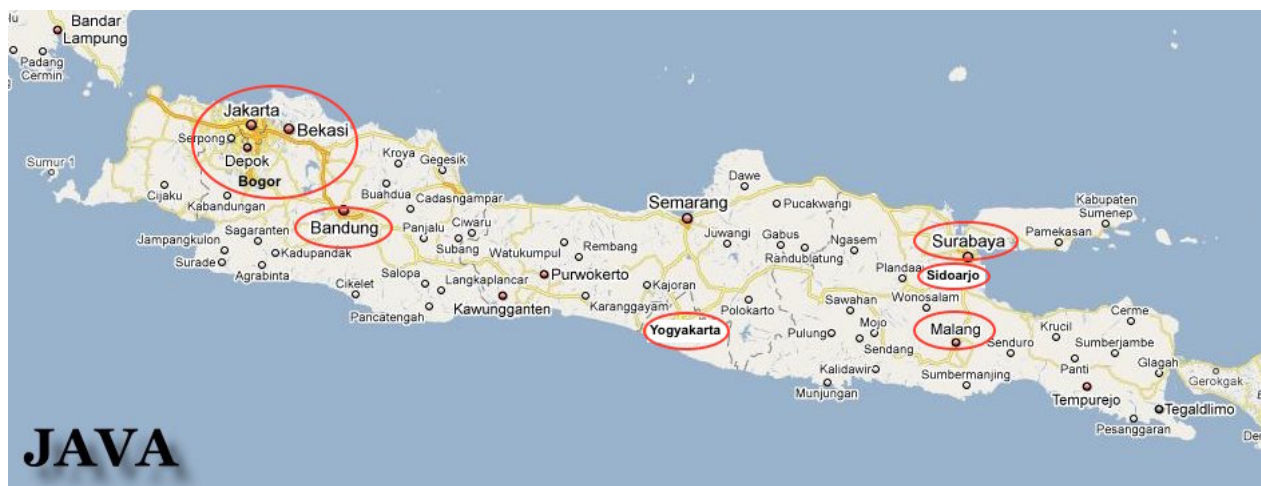 Bandar
Lampung
Padang
Cermin
Jakarta
Bekasi
Serpong
Depok
Bogor
Sumur 1
Cijaku
Kabandungan
Kroya
Gegesik
Buahdua
Cadasngampar
Bandung
Panjalu
Ciwaru
Subang
Sagaranten
Jampangkulon
Kadupandak
Surade
Agrabinta
Cikelet
Salopa
Pancatengah
Langkaplancar
Kawungganten
Watukumpul
Rembang
Purwokerto
Karanggayam
Semarang
Dawe
Pucakwangi
Juwangi
Gabus
Randublatung
Ngasem
Kajoran
Yogyakarta
Polokarto
Surabaya
Kabupaten
Sumenep
Pamekasan
Plandaa
Sidoarjo
Sawahan
Wonosalam
Pulung
Mojo
Sendang
Malang
Senduro
Krucil
Cerme
Sumberjambe
Panti
Glagah
Gerokgak
Kalidawir
Munjungan
Sumbermanjing
Tempurejo
Tegaldlimo
Pesanggaran
JAVA